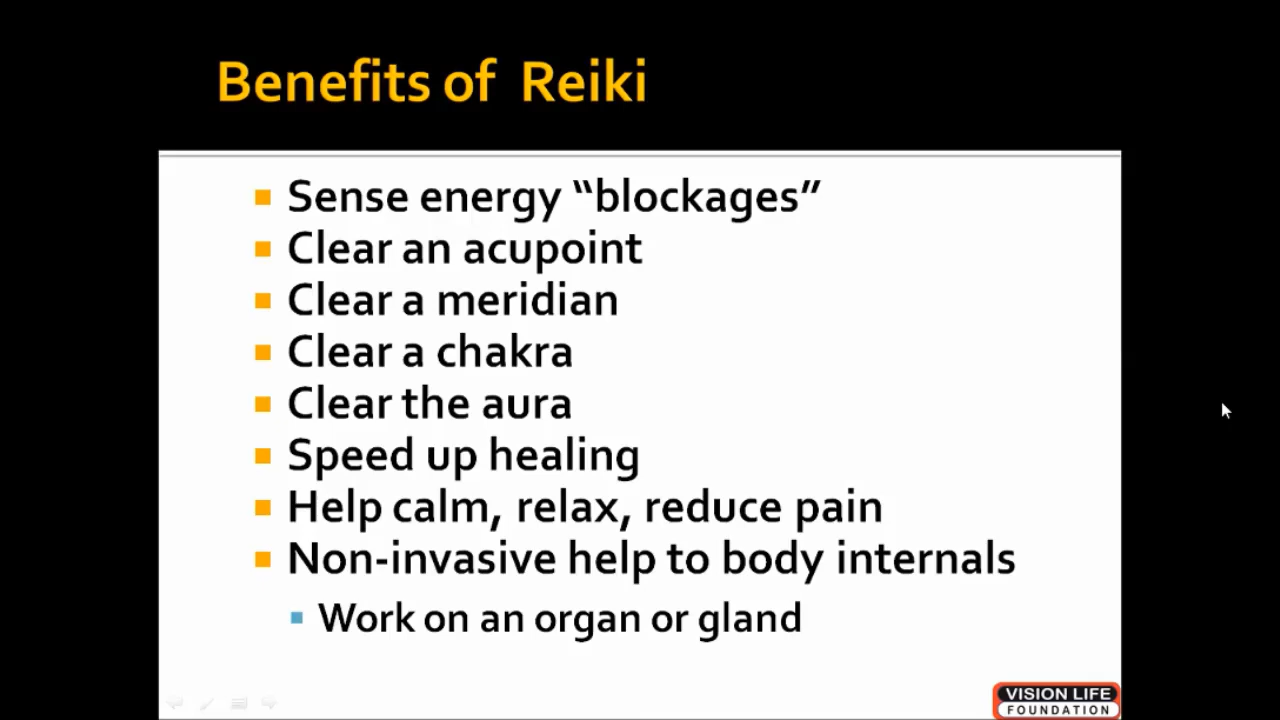 Benefits of Reiki
Sense energy “blockages”
Clear an acupoint
Clear a meridian
Clear a chakra
Clear the aura
Speed up healing
Help calm, relax, reduce pain
Non-invasive help to body internals
Work on an organ or gland
VISION LIFE
FOUNDATION